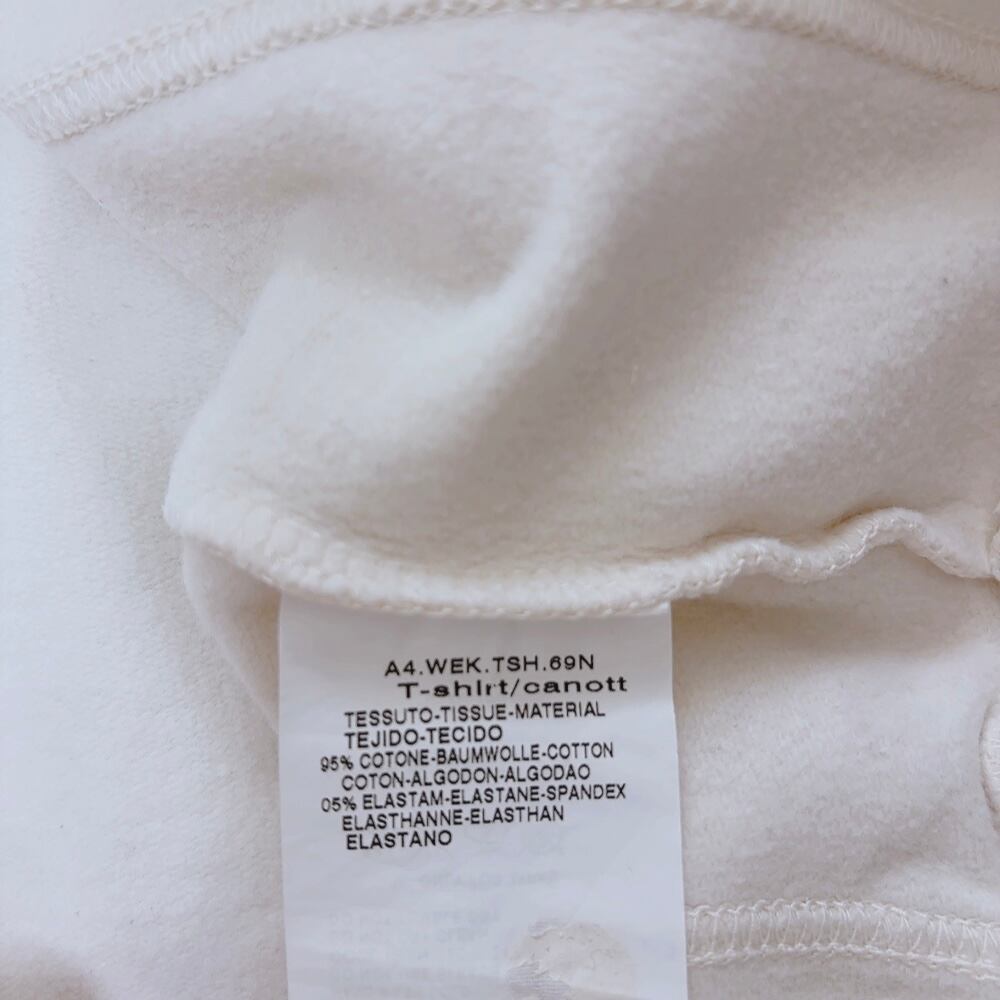 A4.WEK.TSH.69N
T-shirt/canott
TESSUTO-TISSUE-MATERIAL
TEJIDO-TECIDO
95% COTONE-BAUMWOLLE-COTTON
COTON-ALGODON-ALGODAO
05% ELASTAM-ELASTANE-SPANDEX
ELASTHANNE-ELASTHAN
ELASTANO